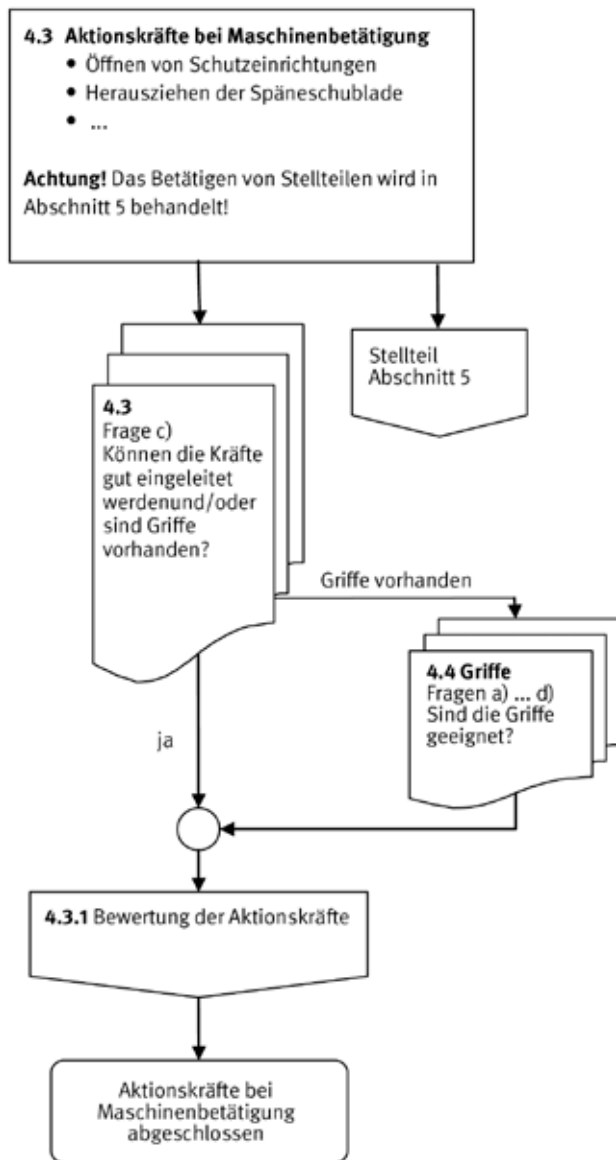 4.3 Aktionskräfte bei Maschinenbetätigung
• Öffnen von Schutzeinrichtungen
• Herausziehen der Späneschublade
• ...
Achtung! Das Betätigen von Stellteilen wird in
Abschnitt 5 behandelt!
Stellteil
Abschnitt 5
4.3
Frage c)
Können die Kräfte
gut eingeleitet
werdenund/oder
sind Griffe
vorhanden?
Griffe vorhanden
4.4 Griffe
Fragen a) ... d)
Sind die Griffe
geeignet?
ja
4.3.1 Bewertung der Aktionskräfte
Aktionskräfte bei
Maschinenbetätigung
abgeschlossen